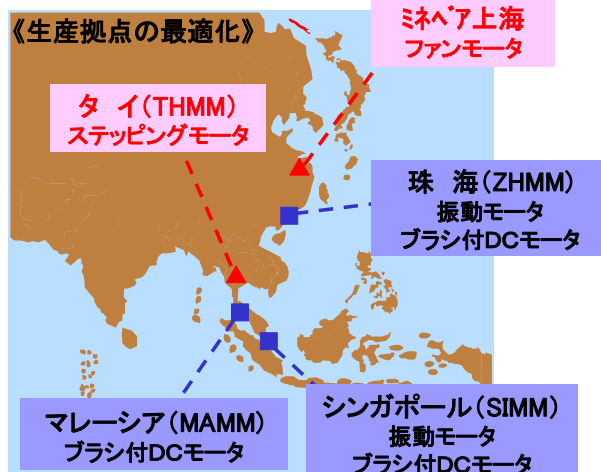 《生産拠点の最適化》
ﾐﾈﾍﾞｱ上海
ファンモータ
タ　イ（THMM）
ステッピングモータ
珠　海（ZHMM）
振動モータ
ブラシ付DCモータ
マレーシア（MAMM）
ブラシ付DCモータ
シンガポール（SIMM）
振動モータ
ブラシ付DCモータ